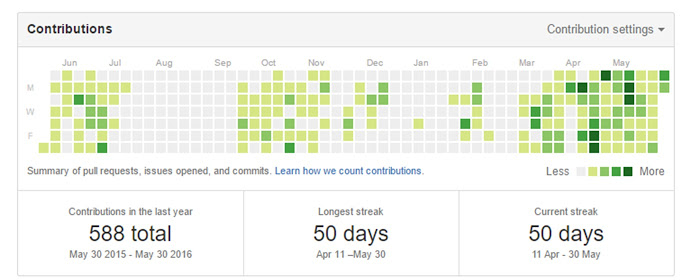 Contributions
Contribution settings
Jun Jul Aug Sep Oct Nov Dec Jan Feb Mar Apr May
M
W
F
Summary of pull requests, issues opened, and commits. Learn how we count contributions.
Less More
Contributions in the last year
588 total
May 30 2015 - May 30 2016
Longest streak
50 days
Apr 11 –May 30
Current streak
50 days
11 Apr - 30 May